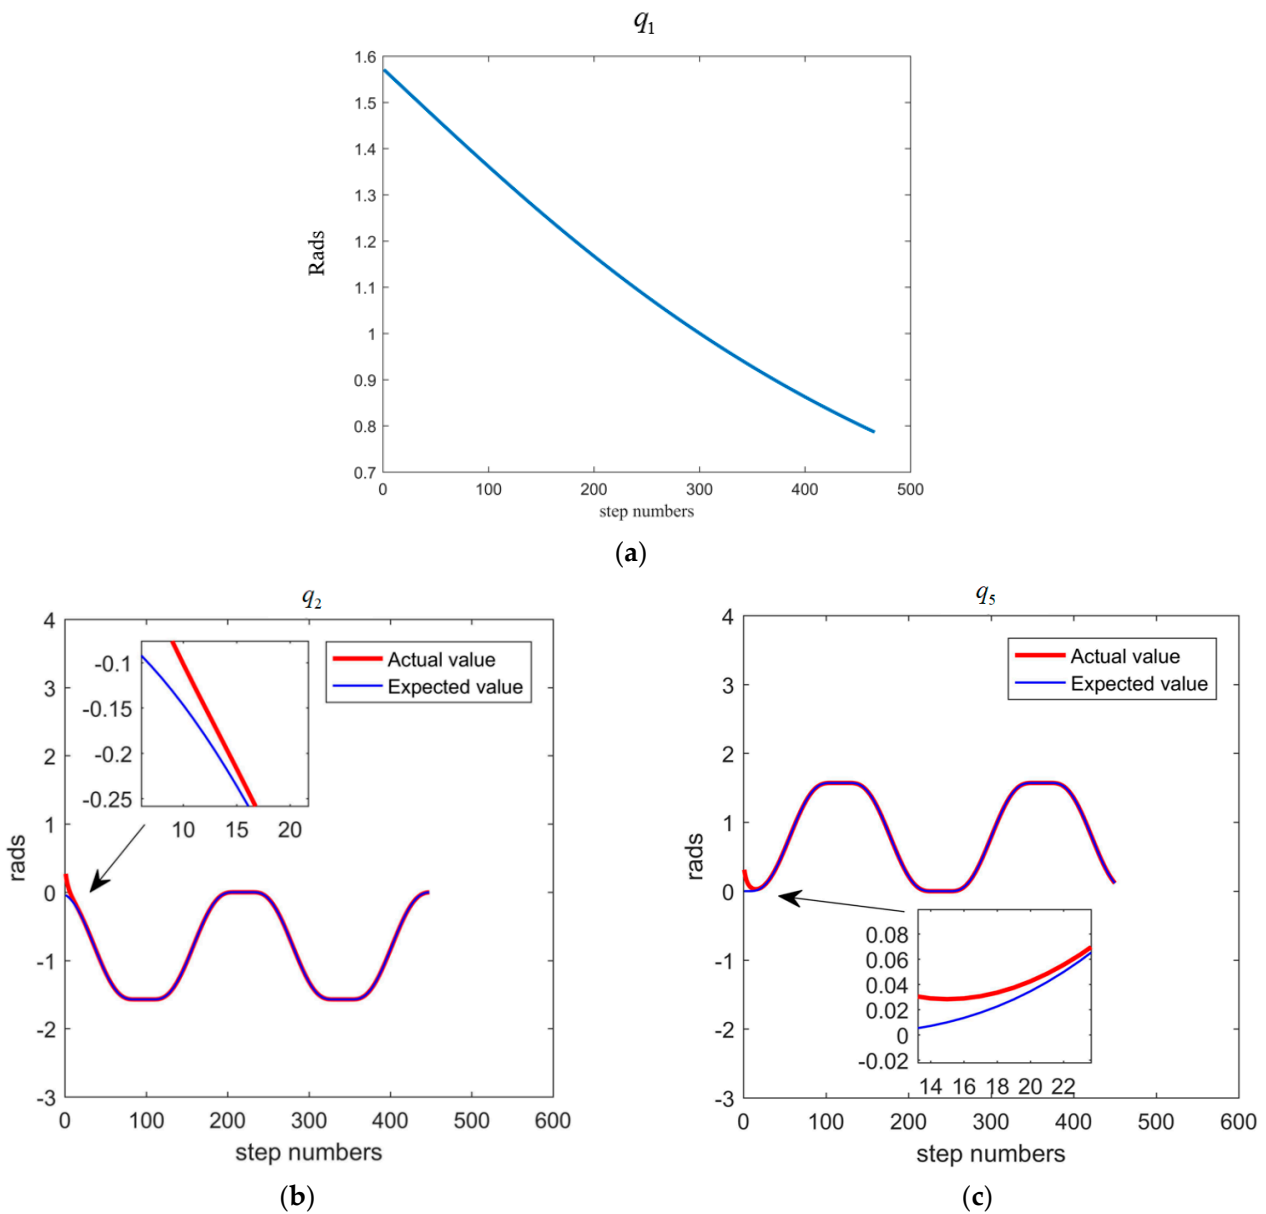 q1
1.6
1.5
1.4
1.3
1.2
1.1
1
0.9
0.8
0.7
Rads
0 100 200 300 400 500
step numbers
(a)
q2
4
3
2
1
0
-1
-2
-3
rads
-0.1
-0.15
-0.2
-0.25
10 15 20
Actual value
Expected value
0 100 200 300 400 500 600
step numbers
(b)
q5
4
3
2
1
0
-1
-2
-3
rads
Actual value
Expected value
0.08
0.06
0.04
0.02
0
-0.02
14 16 18 20 22
0 100 200 300 400 500 600
step numbers
(c)